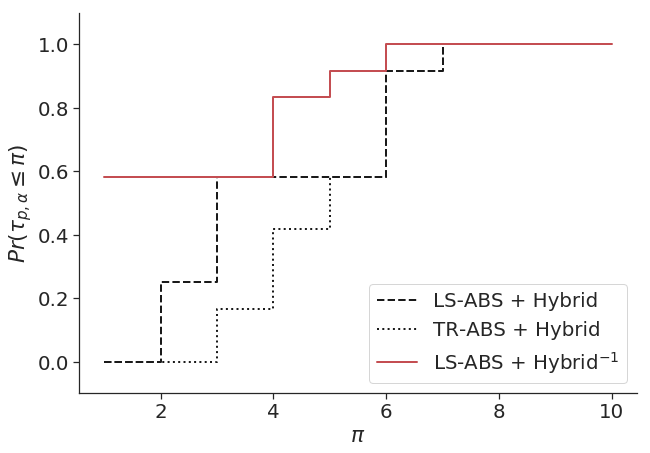 1.0
0.8
0.6
0.4
0.2
0.0
Pr(τp,α ≤ π)
LS-ABS + Hybrid
TR-ABS + Hybrid
LS-ABS + Hybrid⁻¹
2 4 6 8 10
π